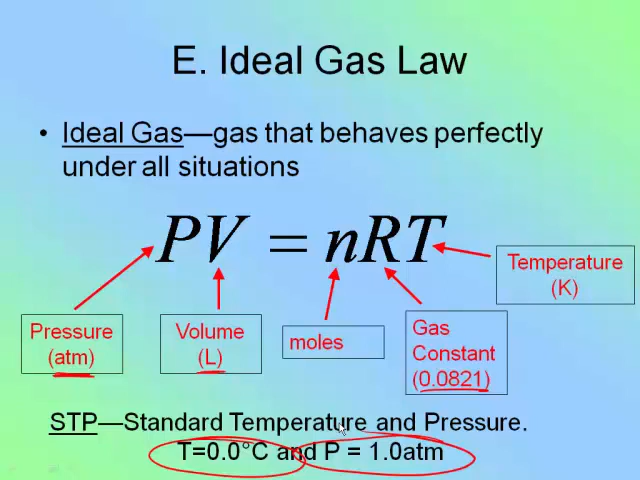 E. Ideal Gas Law
• Ideal Gas—gas that behaves perfectly
under all situations
PV = nRT
Temperature
(K)
Pressure
(atm)
Volume
(L)
moles
Gas
Constant
(0.0821)
STP—Standard Temperature and Pressure.
T=0.0°C and P = 1.0atm